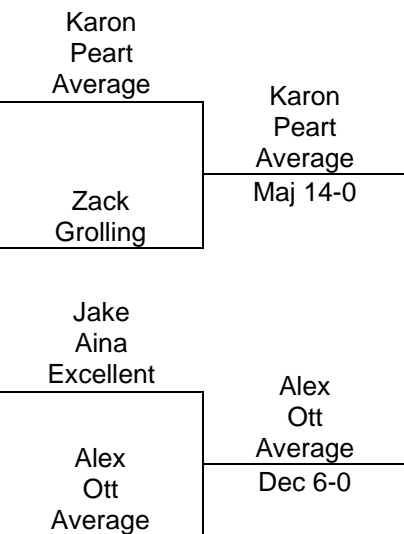 Karon
Peart
Average
Karon
Peart
Average
Maj 14-0
Zack
Grolling
Jake
Aina
Excellent
Alex
Ott
Average
Dec 6-0
Alex
Ott
Average